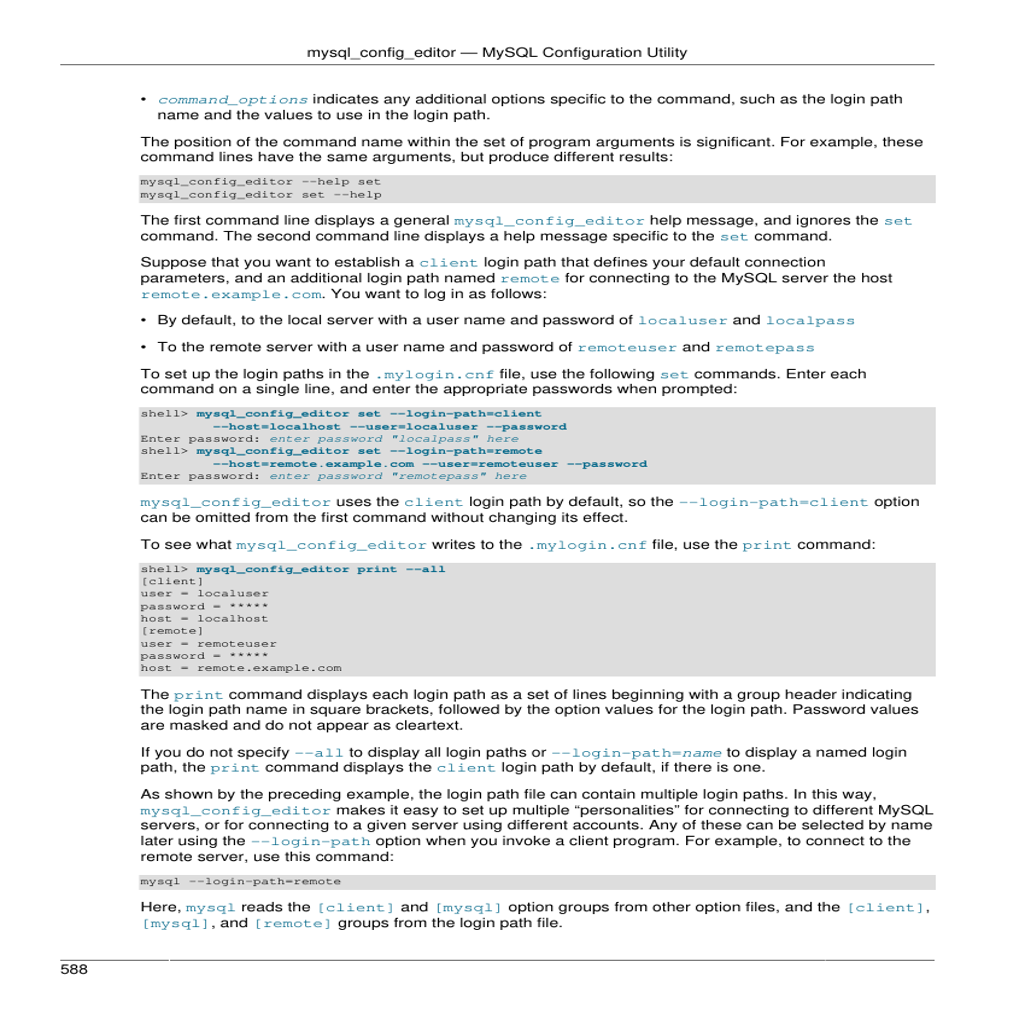 mysql_config_editor — MySQL Configuration Utility
• command_options indicates any additional options specific to the command, such as the login path
name and the values to use in the login path.
The position of the command name within the set of program arguments is significant. For example, these
command lines have the same arguments, but produce different results:
mysql_config_editor --help set
mysql_config_editor set --help
The first command line displays a general mysql_config_editor help message, and ignores the set
command. The second command line displays a help message specific to the set command.
Suppose that you want to establish a client login path that defines your default connection
parameters, and an additional login path named remote for connecting to the MySQL server the host
remote.example.com. You want to log in as follows:
• By default, to the local server with a user name and password of localuser and localpass
• To the remote server with a user name and password of remoteuser and remotepass
To set up the login paths in the .mylogin.cnf file, use the following set commands. Enter each
command on a single line, and enter the appropriate passwords when prompted:
shell> mysql_config_editor set --login-path=client
--host=localhost --user=localuser --password
Enter password: enter password "localpass" here
shell> mysql_config_editor set --login-path=remote
--host=remote.example.com --user=remoteuser --password
Enter password: enter password "remotepass" here
mysql_config_editor uses the client login path by default, so the --login-path=client option
can be omitted from the first command without changing its effect.
To see what mysql_config_editor writes to the .mylogin.cnf file, use the print command:
shell> mysql_config_editor print --all
[client]
user = localuser
password = *****
host = localhost
[remote]
user = remoteuser
password = *****
host = remote.example.com
The print command displays each login path as a set of lines beginning with a group header indicating
the login path name in square brackets, followed by the option values for the login path. Password values
are masked and do not appear as cleartext.
If you do not specify --all to display all login paths or --login-path=name to display a named login
path, the print command displays the client login path by default, if there is one.
As shown by the preceding example, the login path file can contain multiple login paths. In this way,
mysql_config_editor makes it easy to set up multiple “personalities” for connecting to different MySQL
servers, or for connecting to a given server using different accounts. Any of these can be selected by name
later using the --login-path option when you invoke a client program. For example, to connect to the
remote server, use this command:
mysql --login-path=remote
Here, mysql reads the [client] and [mysql] option groups from other option files, and the [client],
[mysql], and [remote] groups from the login path file.
588